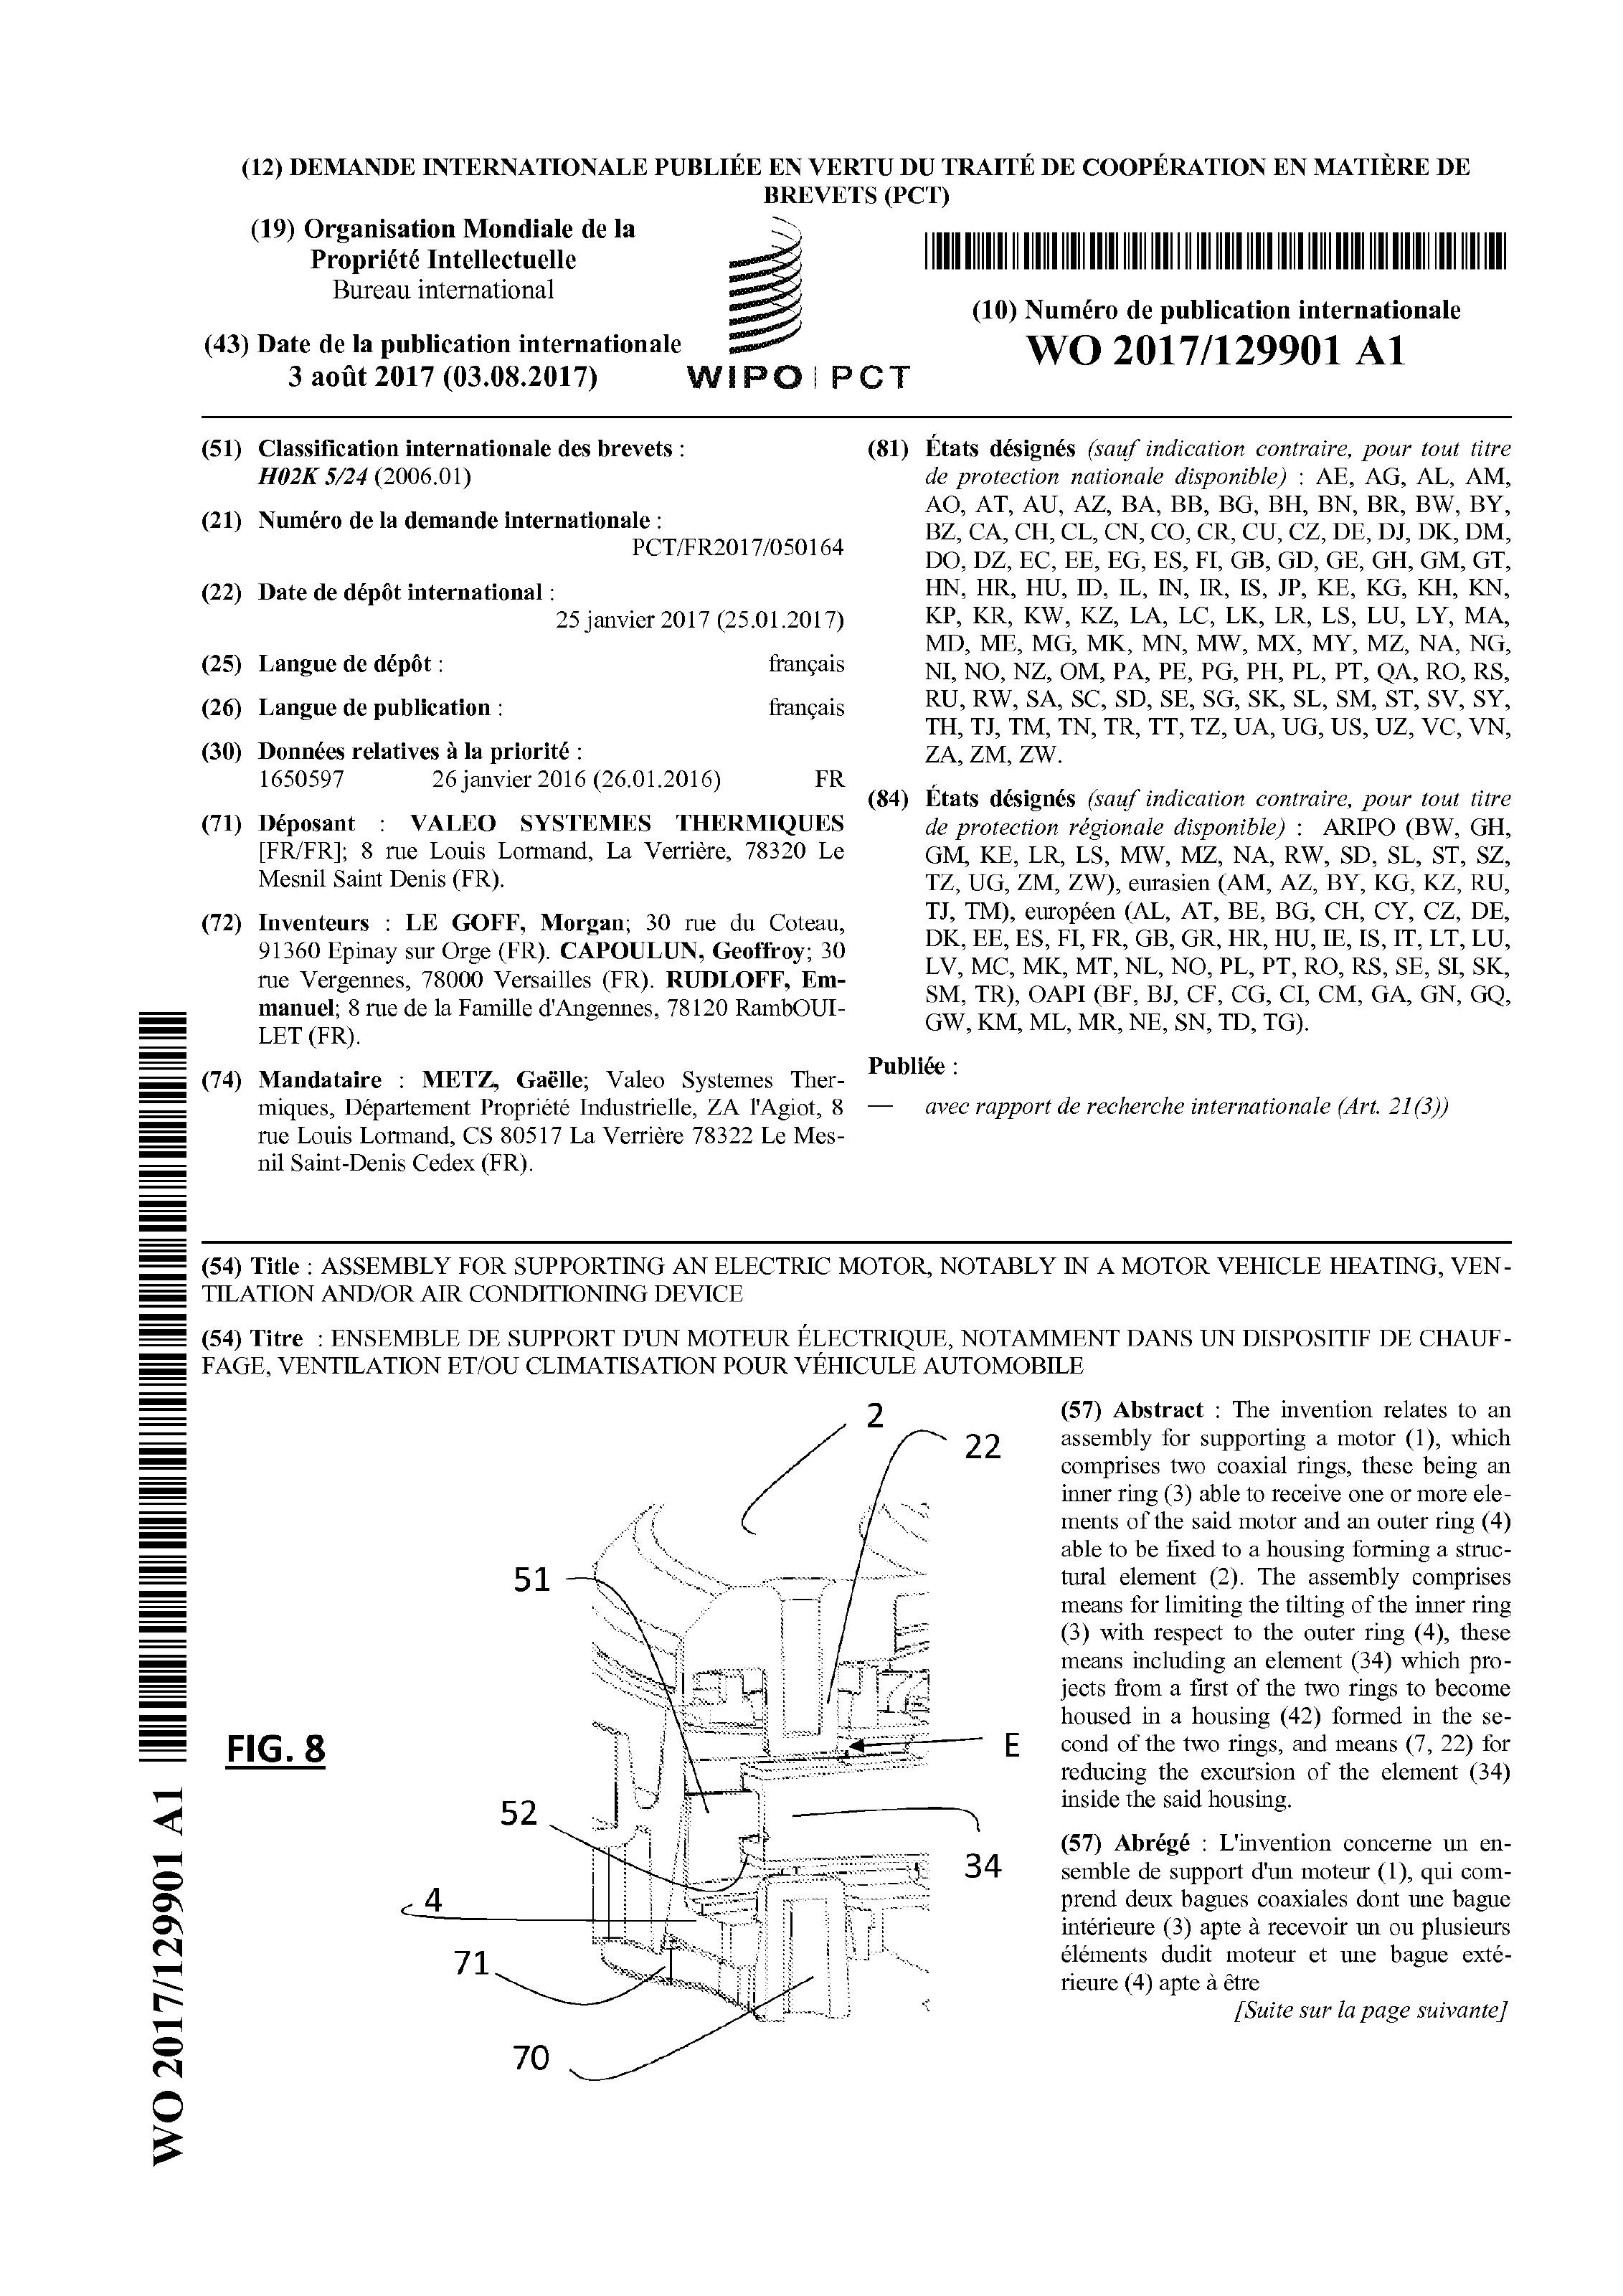 (12) DEMANDE INTERNATIONALE PUBLIÉE EN VERTU DU TRAITÉ DE COOPÉRATION EN MATIÈRE DE
BREVETS (PCT)
(19) Organisation Mondiale de la
Propriété Intellectuelle
Bureau international
(43) Date de la publication internationale
3 août 2017 (03.08.2017)
WIPO | PCT
(10) Numéro de publication internationale
WO 2017/129901 A1
(51) Classification internationale des brevets :
H02K 5/24 (2006.01)
(21) Numéro de la demande internationale :
PCT/FR2017/050164
(22) Date de dépôt international :
25 janvier 2017 (25.01.2017)
(25) Langue de dépôt : français
(26) Langue de publication : français
(30) Données relatives à la priorité :
1650597 26 janvier 2016 (26.01.2016) FR
(71) Déposant : VALEO SYSTEMES THERMIQUES
[FR/FR]; 8 rue Louis Lormand, La Verrière, 78320 Le
Mesnil Saint Denis (FR).
(72) Inventeurs : LE GOFF, Morgan; 30 rue du Coteau,
91360 Epinay sur Orge (FR). CAPOULUN, Geoffroy; 30
rue Vergennes, 78000 Versailles (FR). RUDLOFF, Em-
manuel; 8 rue de la Famille d'Angennes, 78120 RambOUI-
LET (FR).
(74) Mandataire : METZ, Gaëlle; Valeo Systemes Ther-
miques, Département Propriété Industrielle, ZA l'Agiot, 8
rue Louis Lormand, CS 80517 La Verrière 78322 Le Mes-
nil Saint-Denis Cedex (FR).
(81) États désignés (sauf indication contraire, pour tout titre
de protection nationale disponible) : AE, AG, AL, AM,
AO, AT, AU, AZ, BA, BB, BG, BH, BN, BR, BW, BY,
BZ, CA, CH, CL, CN, CO, CR, CU, CZ, DE, DJ, DK, DM,
DO, DZ, EC, EE, EG, ES, FI, GB, GD, GE, GH, GM, GT,
HN, HR, HU, ID, IL, IN, IR, IS, JP, KE, KG, KH, KN,
KP, KR, KW, KZ, LA, LC, LK, LR, LS, LU, LY, MA,
MD, ME, MG, MK, MN, MW, MX, MY, MZ, NA, NG,
NI, NO, NZ, OM, PA, PE, PG, PH, PL, PT, QA, RO, RS,
RU, RW, SA, SC, SD, SE, SG, SK, SL, SM, ST, SV, SY,
TH, TJ, TM, TN, TR, TT, TZ, UA, UG, US, UZ, VC, VN,
ZA, ZM, ZW.
(84) États désignés (sauf indication contraire, pour tout titre
de protection régionale disponible) : ARIPO (BW, GH,
GM, KE, LR, LS, MW, MZ, NA, RW, SD, SL, ST, SZ,
TZ, UG, ZM, ZW), eurasien (AM, AZ, BY, KG, KZ, RU,
TJ, TM), européen (AL, AT, BE, BG, CH, CY, CZ, DE,
DK, EE, ES, FI, FR, GB, GR, HR, HU, IE, IS, IT, LT, LU,
LV, MC, MK, MT, NL, NO, PL, PT, RO, RS, SE, SI, SK,
SM, TR), OAPI (BF, BJ, CF, CG, CI, CM, GA, GN, GQ,
GW, KM, ML, MR, NE, SN, TD, TG).
Publiée :
— avec rapport de recherche internationale (Art. 21(3))
(54) Title : ASSEMBLY FOR SUPPORTING AN ELECTRIC MOTOR, NOTABLY IN A MOTOR VEHICLE HEATING, VEN-
TILATION AND/OR AIR CONDITIONING DEVICE
(54) Titre : ENSEMBLE DE SUPPORT D'UN MOTEUR ÉLECTRIQUE, NOTAMMENT DANS UN DISPOSITIF DE CHAUF-
FAGE, VENTILATION ET/OU CLIMATISATION POUR VÉHICULE AUTOMOBILE
2
22
51
E
FIG. 8
52
34
4
71
70
(57) Abstract : The invention relates to an
assembly for supporting a motor (1), which
comprises two coaxial rings, these being an
inner ring (3) able to receive one or more ele-
ments of the said motor and an outer ring (4)
able to be fixed to a housing forming a struc-
tural element (2). The assembly comprises
means for limiting the tilting of the inner ring
(3) with respect to the outer ring (4), these
means including an element (34) which pro-
jects from a first of the two rings to become
housed in a housing (42) formed in the se-
cond of the two rings, and means (7, 22) for
reducing the excursion of the element (34)
inside the said housing.
(57) Abrégé : L'invention concerne un en-
semble de support d'un moteur (1), qui com-
prend deux bagues coaxiales dont une bague
intérieure (3) apte à recevoir un ou plusieurs
éléments dudit moteur et une bague exté-
rieure (4) apte à être
[Suite sur la page suivante]
WO 2017/129901 A1